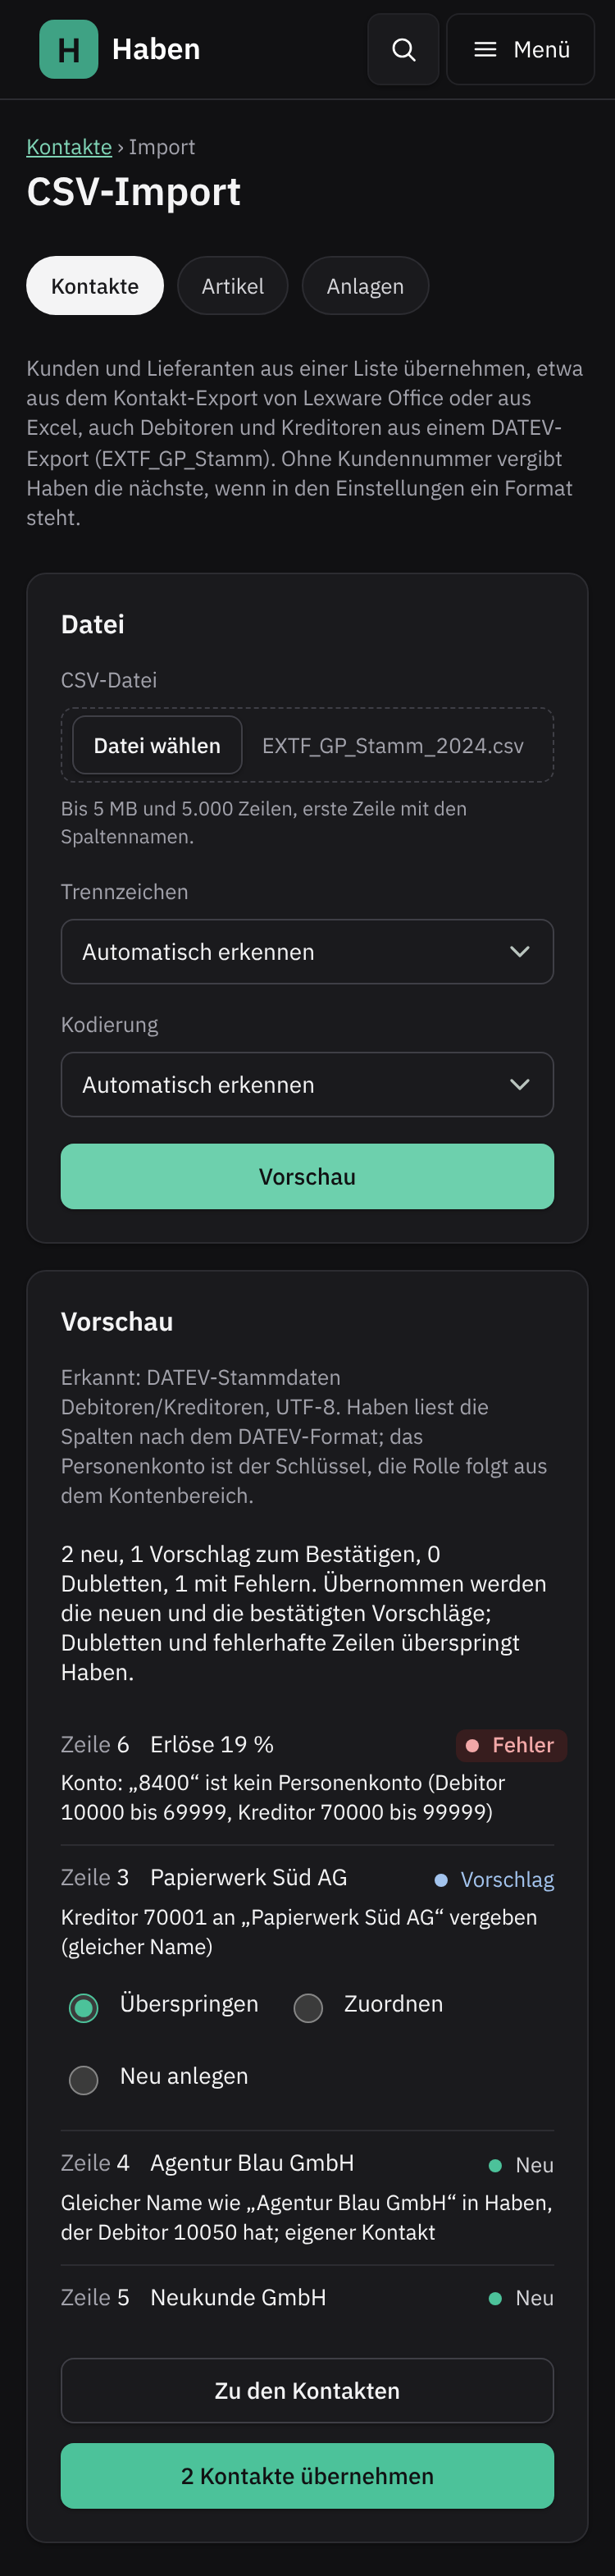 H Haben
Menü
Kontakte › Import
CSV-Import
Kontakte Artikel Anlagen
Kunden und Lieferanten aus einer Liste übernehmen, etwa
aus dem Kontakt-Export von Lexware Office oder aus
Excel, auch Debitoren und Kreditoren aus einem DATEV-
Export (EXTF_GP_Stamm). Ohne Kundennummer vergibt
Haben die nächste, wenn in den Einstellungen ein Format
steht.
Datei
CSV-Datei
Datei wählen EXTF_GP_Stamm_2024.csv
Bis 5 MB und 5.000 Zeilen, erste Zeile mit den
Spaltennamen.
Trennzeichen
Automatisch erkennen
Kodierung
Automatisch erkennen
Vorschau
Vorschau
Erkannt: DATEV-Stammdaten
Debitoren/Kreditoren, UTF-8. Haben liest die
Spalten nach dem DATEV-Format; das
Personenkonto ist der Schlüssel, die Rolle folgt aus
dem Kontenbereich.
2 neu, 1 Vorschlag zum Bestätigen, 0
Dubletten, 1 mit Fehlern. Übernommen werden
die neuen und die bestätigten Vorschläge;
Dubletten und fehlerhafte Zeilen überspringt
Haben.
Zeile 6 Erlöse 19 % Fehler
Konto: „8400“ ist kein Personenkonto (Debitor
10000 bis 69999, Kreditor 70000 bis 99999)
Zeile 3 Papierwerk Süd AG Vorschlag
Kreditor 70001 an „Papierwerk Süd AG“ vergeben
(gleicher Name)
Überspringen Zuordnen
Neu anlegen
Zeile 4 Agentur Blau GmbH Neu
Gleicher Name wie „Agentur Blau GmbH“ in Haben,
der Debitor 10050 hat; eigener Kontakt
Zeile 5 Neukunde GmbH Neu
Zu den Kontakten
2 Kontakte übernehmen